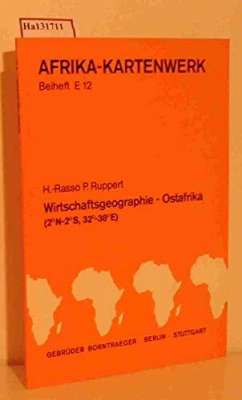 Ha131711
AFRIKA-KARTENWERK
Beiheft E 12
H.-Rasso P. Ruppert
Wirtschaftsgeographie - Ostafrika
(2°N-2°S, 32°-38°E)
GEBRÜDER BORNTRAEGER · BERLIN · STUTTGART